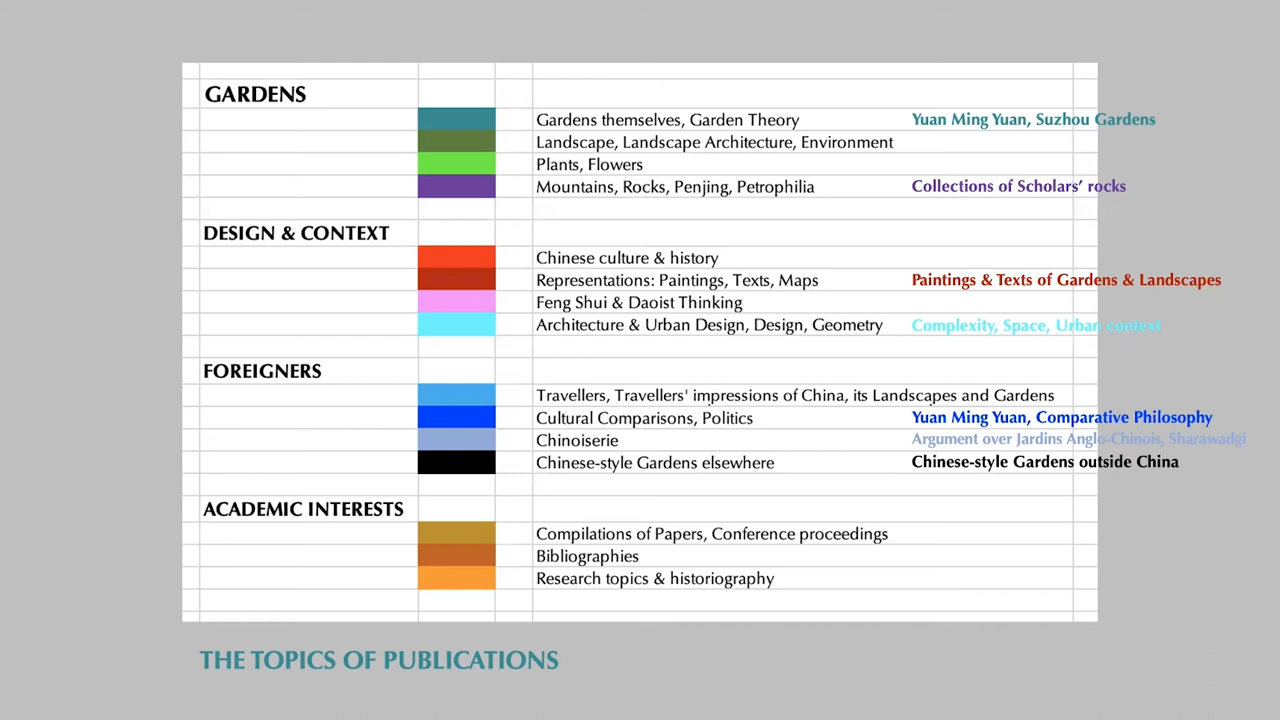 GARDENS
Gardens themselves, Garden Theory Yuan Ming Yuan, Suzhou Gardens
Landscape, Landscape Architecture, Environment
Plants, Flowers
Mountains, Rocks, Penjing, Petrophilia Collections of Scholars’ rocks
DESIGN & CONTEXT
Chinese culture & history
Representations: Paintings, Texts, Maps Paintings & Texts of Gardens & Landscapes
Feng Shui & Daoist Thinking
Architecture & Urban Design, Design, Geometry Complexity, Space, Urban context
FOREIGNERS
Travellers, Travellers' impressions of China, its Landscapes and Gardens
Cultural Comparisons, Politics Yuan Ming Yuan, Comparative Philosophy
Chinoiserie Argument over Jardins Anglo-Chinois, Sharawadgi
Chinese-style Gardens elsewhere Chinese-style Gardens outside China
ACADEMIC INTERESTS
Compilations of Papers, Conference proceedings
Bibliographies
Research topics & historiography
THE TOPICS OF PUBLICATIONS